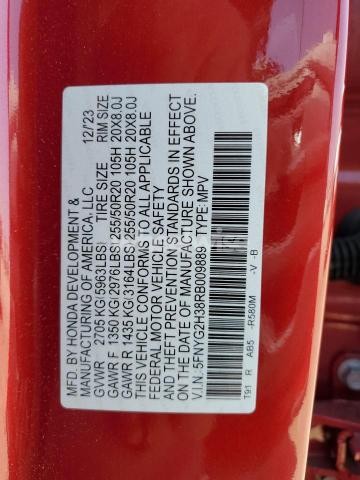 MFD. BY HONDA DEVELOPMENT &
MANUFACTURING OF AMERICA, LLC 12/23
GVWR 2705 KG(5963LBS) TIRE SIZE RIM SIZE
GAWR F 1350 KG(2976LBS) 255/50R20 105H 20X8.0J
GAWR R 1435 KG(3164LBS) 255/50R20 105H 20X8.0J
THIS VEHICLE CONFORMS TO ALL APPLICABLE
FEDERAL MOTOR VEHICLE SAFETY
AND THEFT PREVENTION STANDARDS IN EFFECT
ON THE DATE OF MANUFACTURE SHOWN ABOVE.
V.I.N: 5FNYG2H38RB009889 TYPE: MPV
T91 R AB5 -R580M -V -B